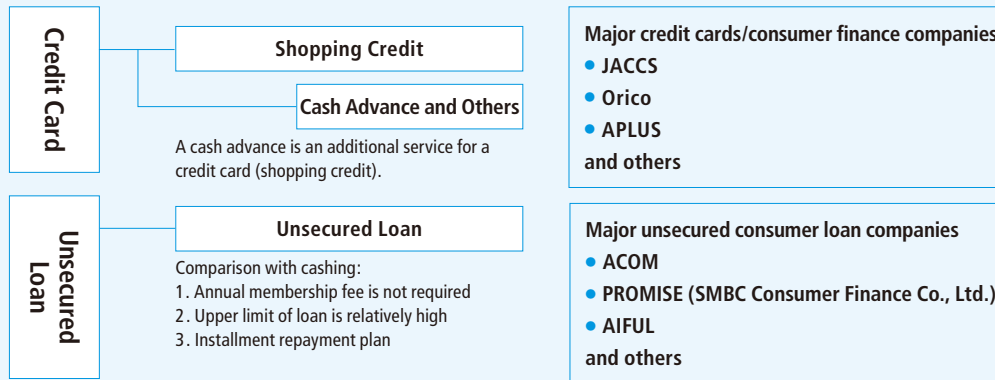 Credit Card
Shopping Credit
Cash Advance and Others
A cash advance is an additional service for a
credit card (shopping credit).
Major credit cards/consumer finance companies
● JACCS
● Orico
● APLUS
and others
Unsecured
Loan
Unsecured Loan
Comparison with cashing:
1. Annual membership fee is not required
2. Upper limit of loan is relatively high
3. Installment repayment plan
Major unsecured consumer loan companies
● ACOM
● PROMISE (SMBC Consumer Finance Co., Ltd.)
● AIFUL
and others